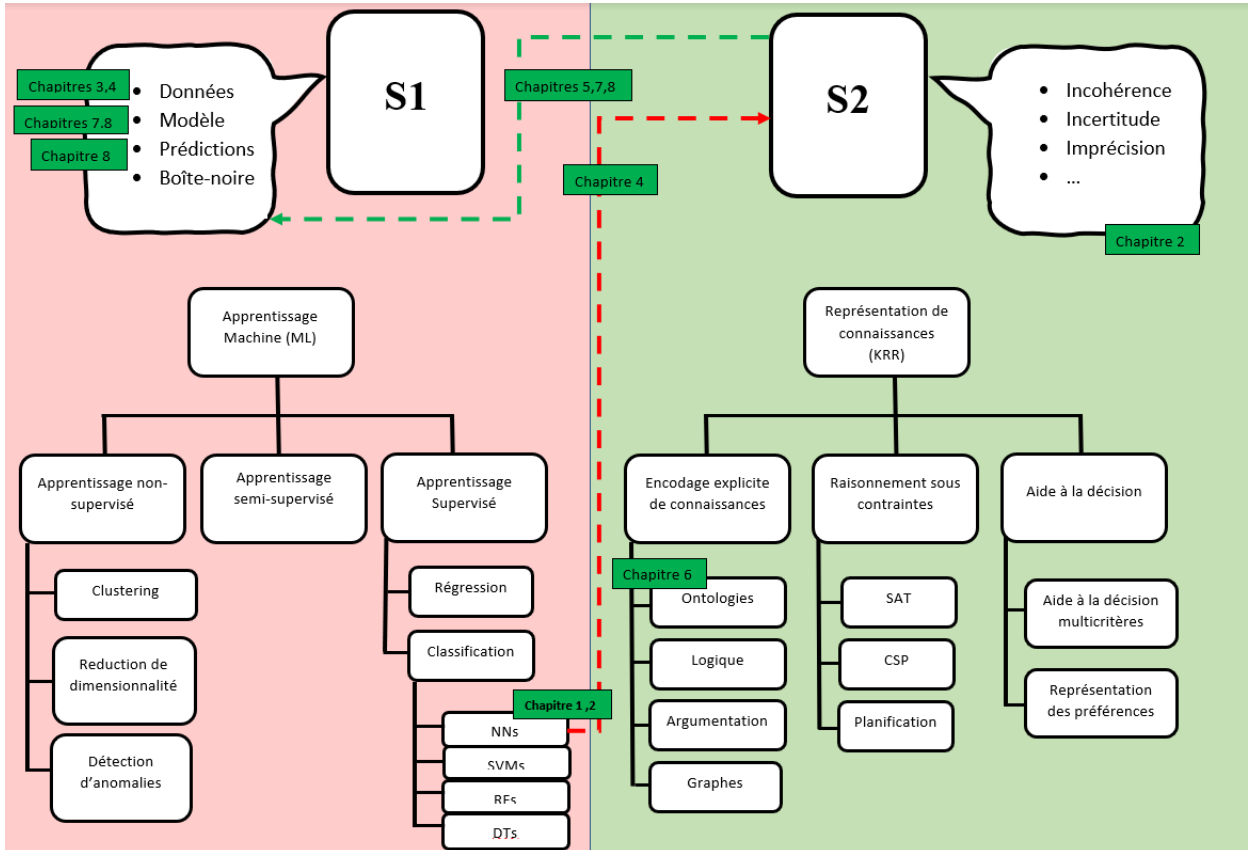 Chapitres 3,4
Chapitres 7.8
Chapitre 8
• Données
• Modèle
• Prédictions
• Boîte-noire
S1
Chapitres 5,7,8
Chapitre 4
S2
• Incohérence
• Incertitude
• Imprécision
• ...
Chapitre 2
Apprentissage
Machine (ML)
Apprentissage non-
supervisé
Apprentissage
semi-supervisé
Apprentissage
Supervisé
Clustering
Reduction de
dimensionnalité
Détection
d'anomalies
Régression
Classification
Chapitre 1 ,2
NNs
SVMs
RFs
DTs
Représentation de
connaissances
(KRR)
Encodage explicite
de connaissances
Raisonnement sous
contraintes
Aide à la décision
Chapitre 6
Ontologies
Logique
Argumentation
Graphes
SAT
CSP
Planification
Aide à la décision
multicritères
Représentation
des préférences